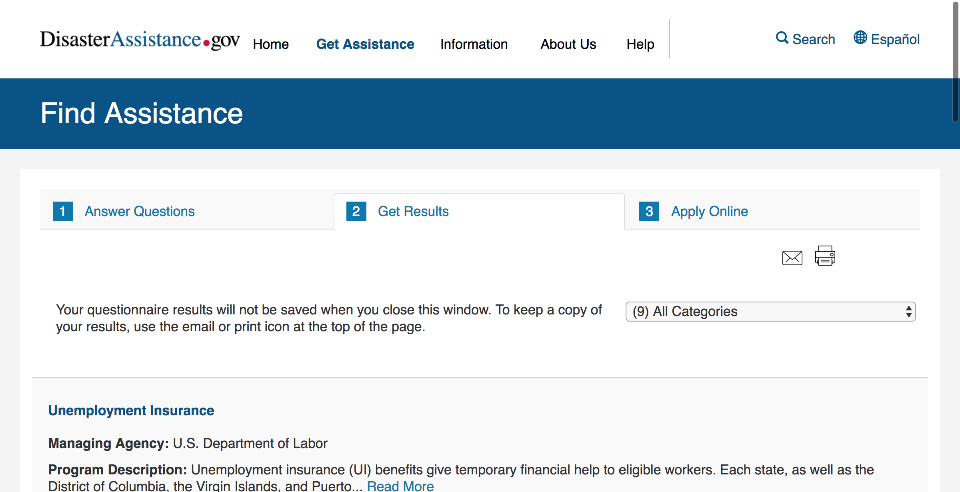 DisasterAssistance.gov Home Get Assistance Information About Us Help Search Español
Find Assistance
1 Answer Questions 2 Get Results 3 Apply Online
Your questionnaire results will not be saved when you close this window. To keep a copy of
your results, use the email or print icon at the top of the page.
(9) All Categories
Unemployment Insurance
Managing Agency: U.S. Department of Labor
Program Description: Unemployment insurance (UI) benefits give temporary financial help to eligible workers. Each state, as well as the
District of Columbia, the Virgin Islands, and Puerto... Read More